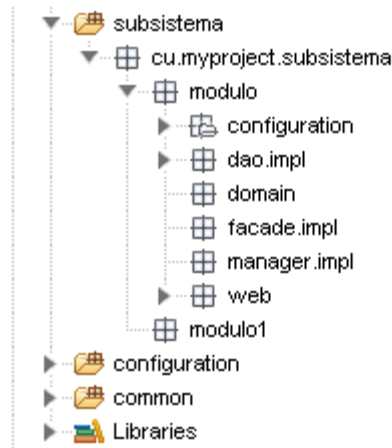 subsistema
cu.myproject.subsistema
modulo
configuration
dao.impl
domain
facade.impl
manager.impl
web
modulo1
configuration
common
Libraries